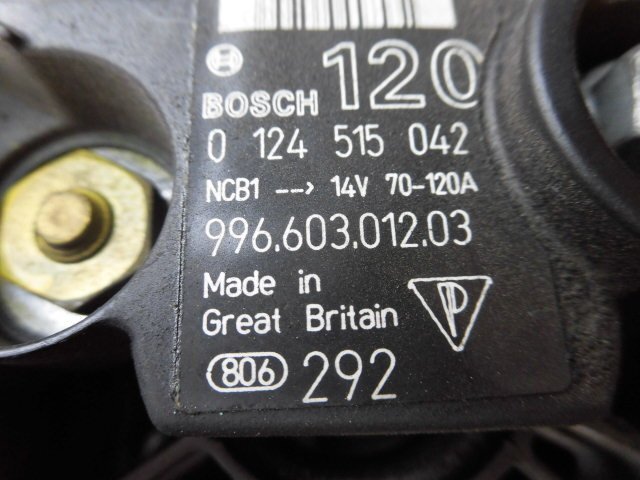 BOSCH 120
0 124 515 042
NCB1 --> 14V 70-120A
996.603.012.03
Made in
Great Britain
P
806 292